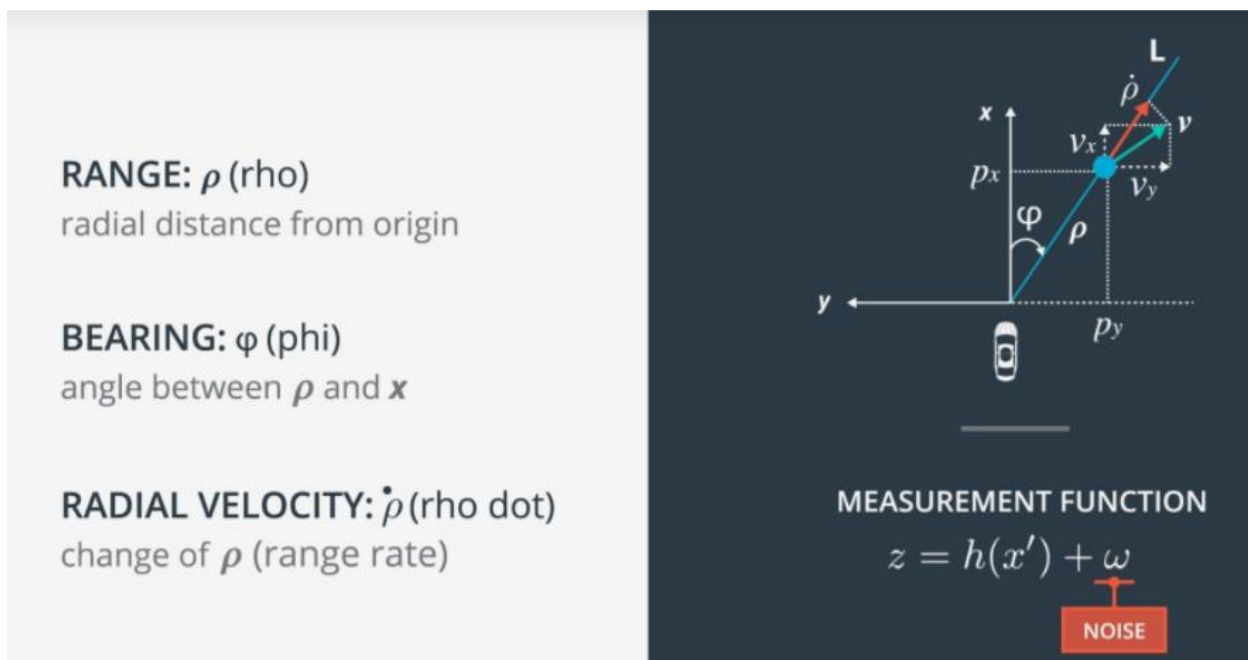 RANGE: ρ (rho)
radial distance from origin
BEARING: φ (phi)
angle between ρ and x
RADIAL VELOCITY: ρ̇ (rho dot)
change of ρ (range rate)
L
ρ̇
x
v
vx
px
vy
φ
ρ
y
py
MEASUREMENT FUNCTION
z = h(x′) + ω
NOISE